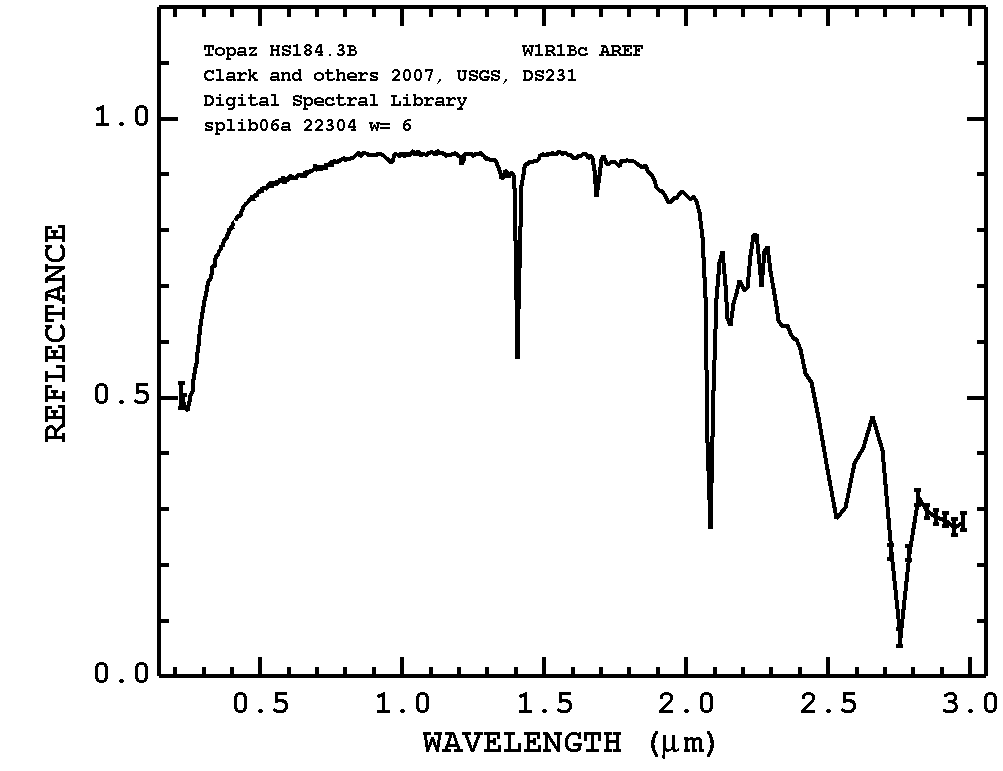 Topaz HS184.3B W1R1Bc AREF
Clark and others 2007, USGS, DS231
Digital Spectral Library
splib06a 22304 w= 6
1.0
0.5
0.0
REFLECTANCE
0.5 1.0 1.5 2.0 2.5 3.0
WAVELENGTH (μm)